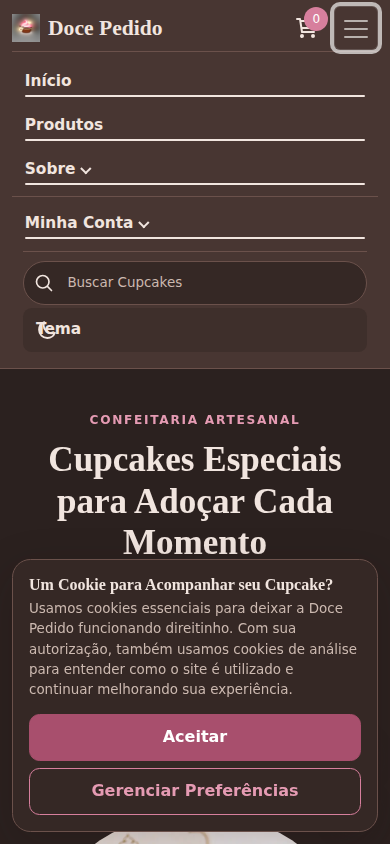 Doce Pedido
0
Início
Produtos
Sobre
Minha Conta
Buscar Cupcakes
Tema
CONFEITARIA ARTESANAL
Cupcakes Especiais
para Adoçar Cada
Momento
Um Cookie para Acompanhar seu Cupcake?
Usamos cookies essenciais para deixar a Doce
Pedido funcionando direitinho. Com sua
autorização, também usamos cookies de análise
para entender como o site é utilizado e
continuar melhorando sua experiência.
Aceitar
Gerenciar Preferências